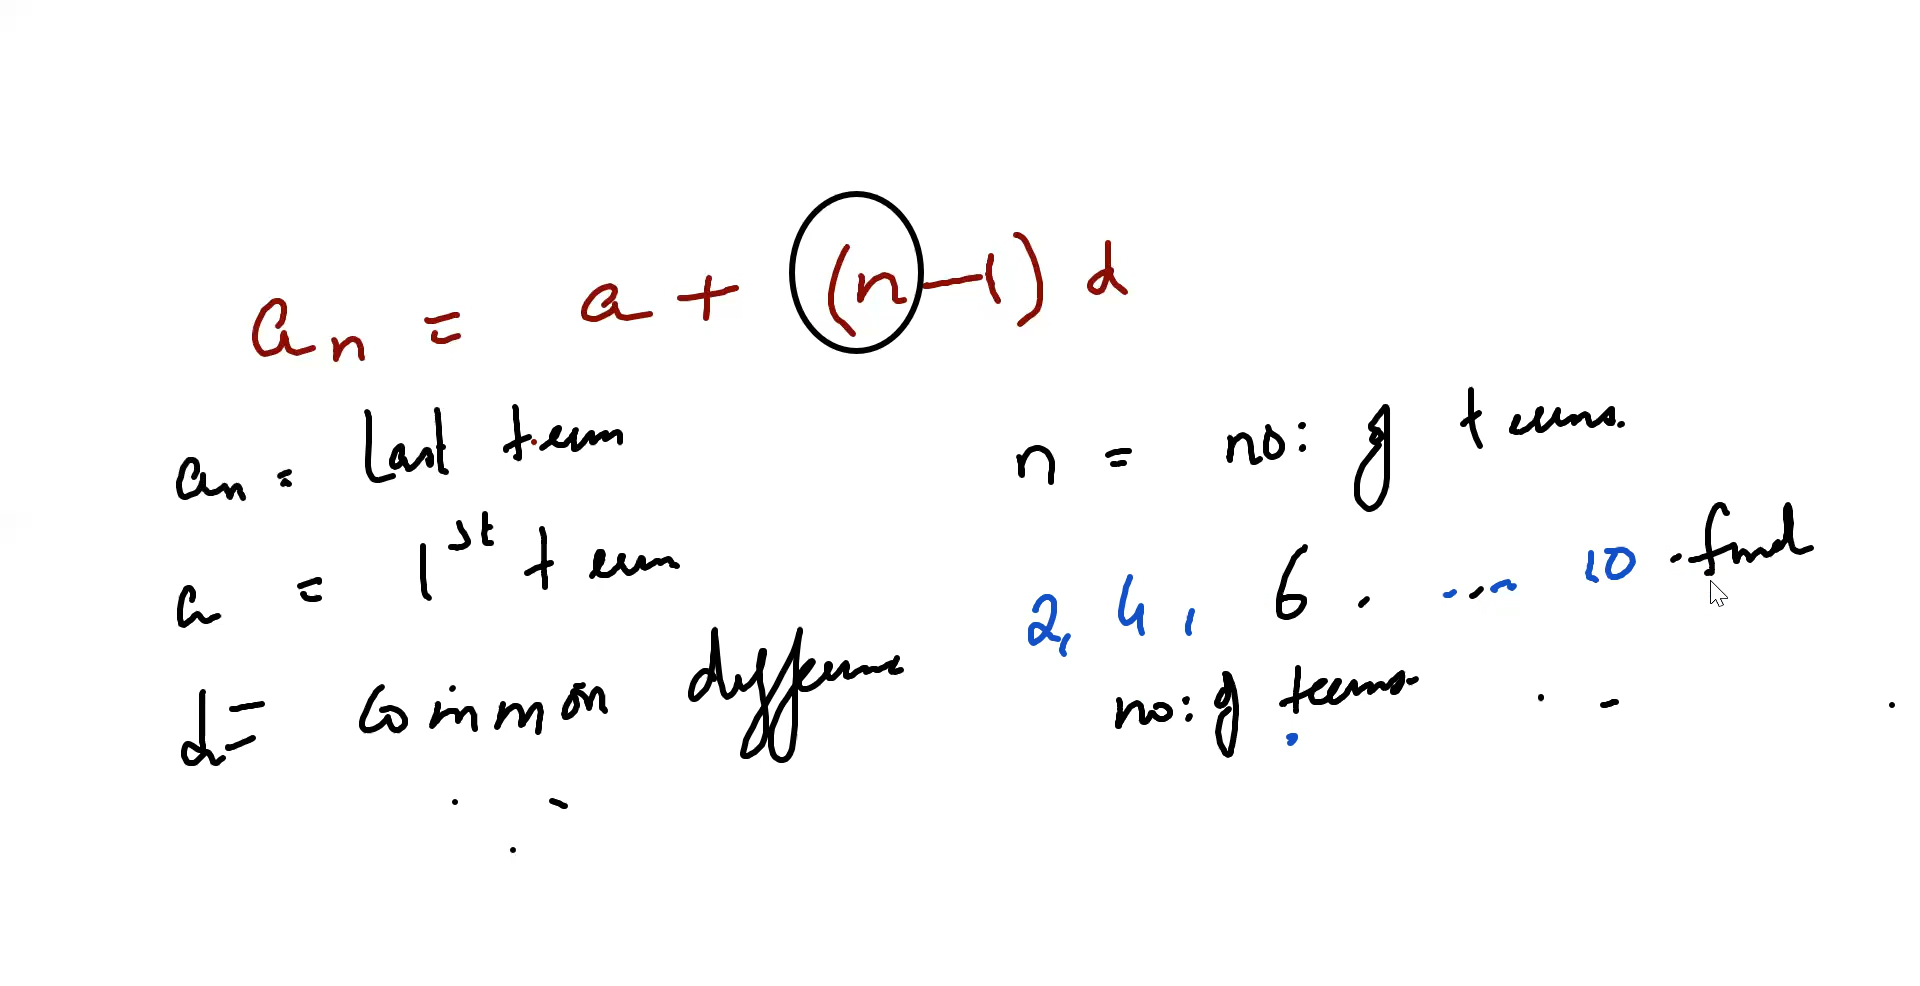 an = a + (n-1) d
an = Last term
n = no: of terms.
a = 1st term
2, 4, 6 . .... 10 . find
d= common difference
no: of terms.